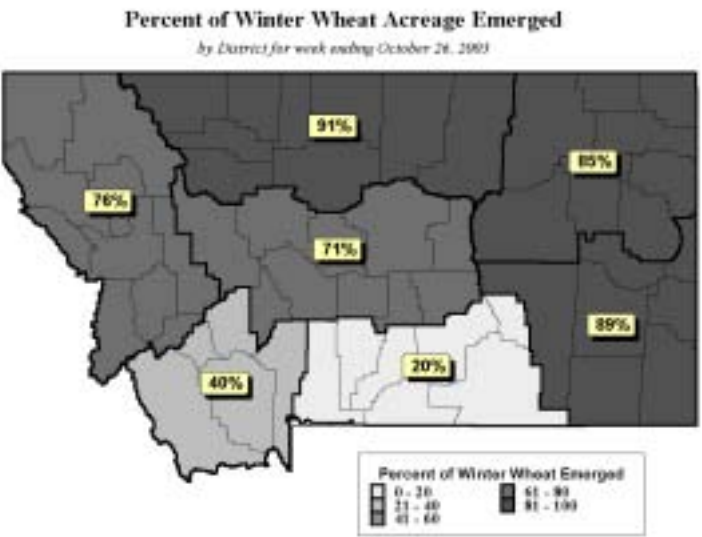 Percent of Winter Wheat Acreage Emerged
by District for week ending October 26, 2003
91%
85%
76%
71%
89%
20%
40%
Percent of Winter Wheat Emerged
0 - 20
61 - 80
21 - 40
81 - 100
41 - 60